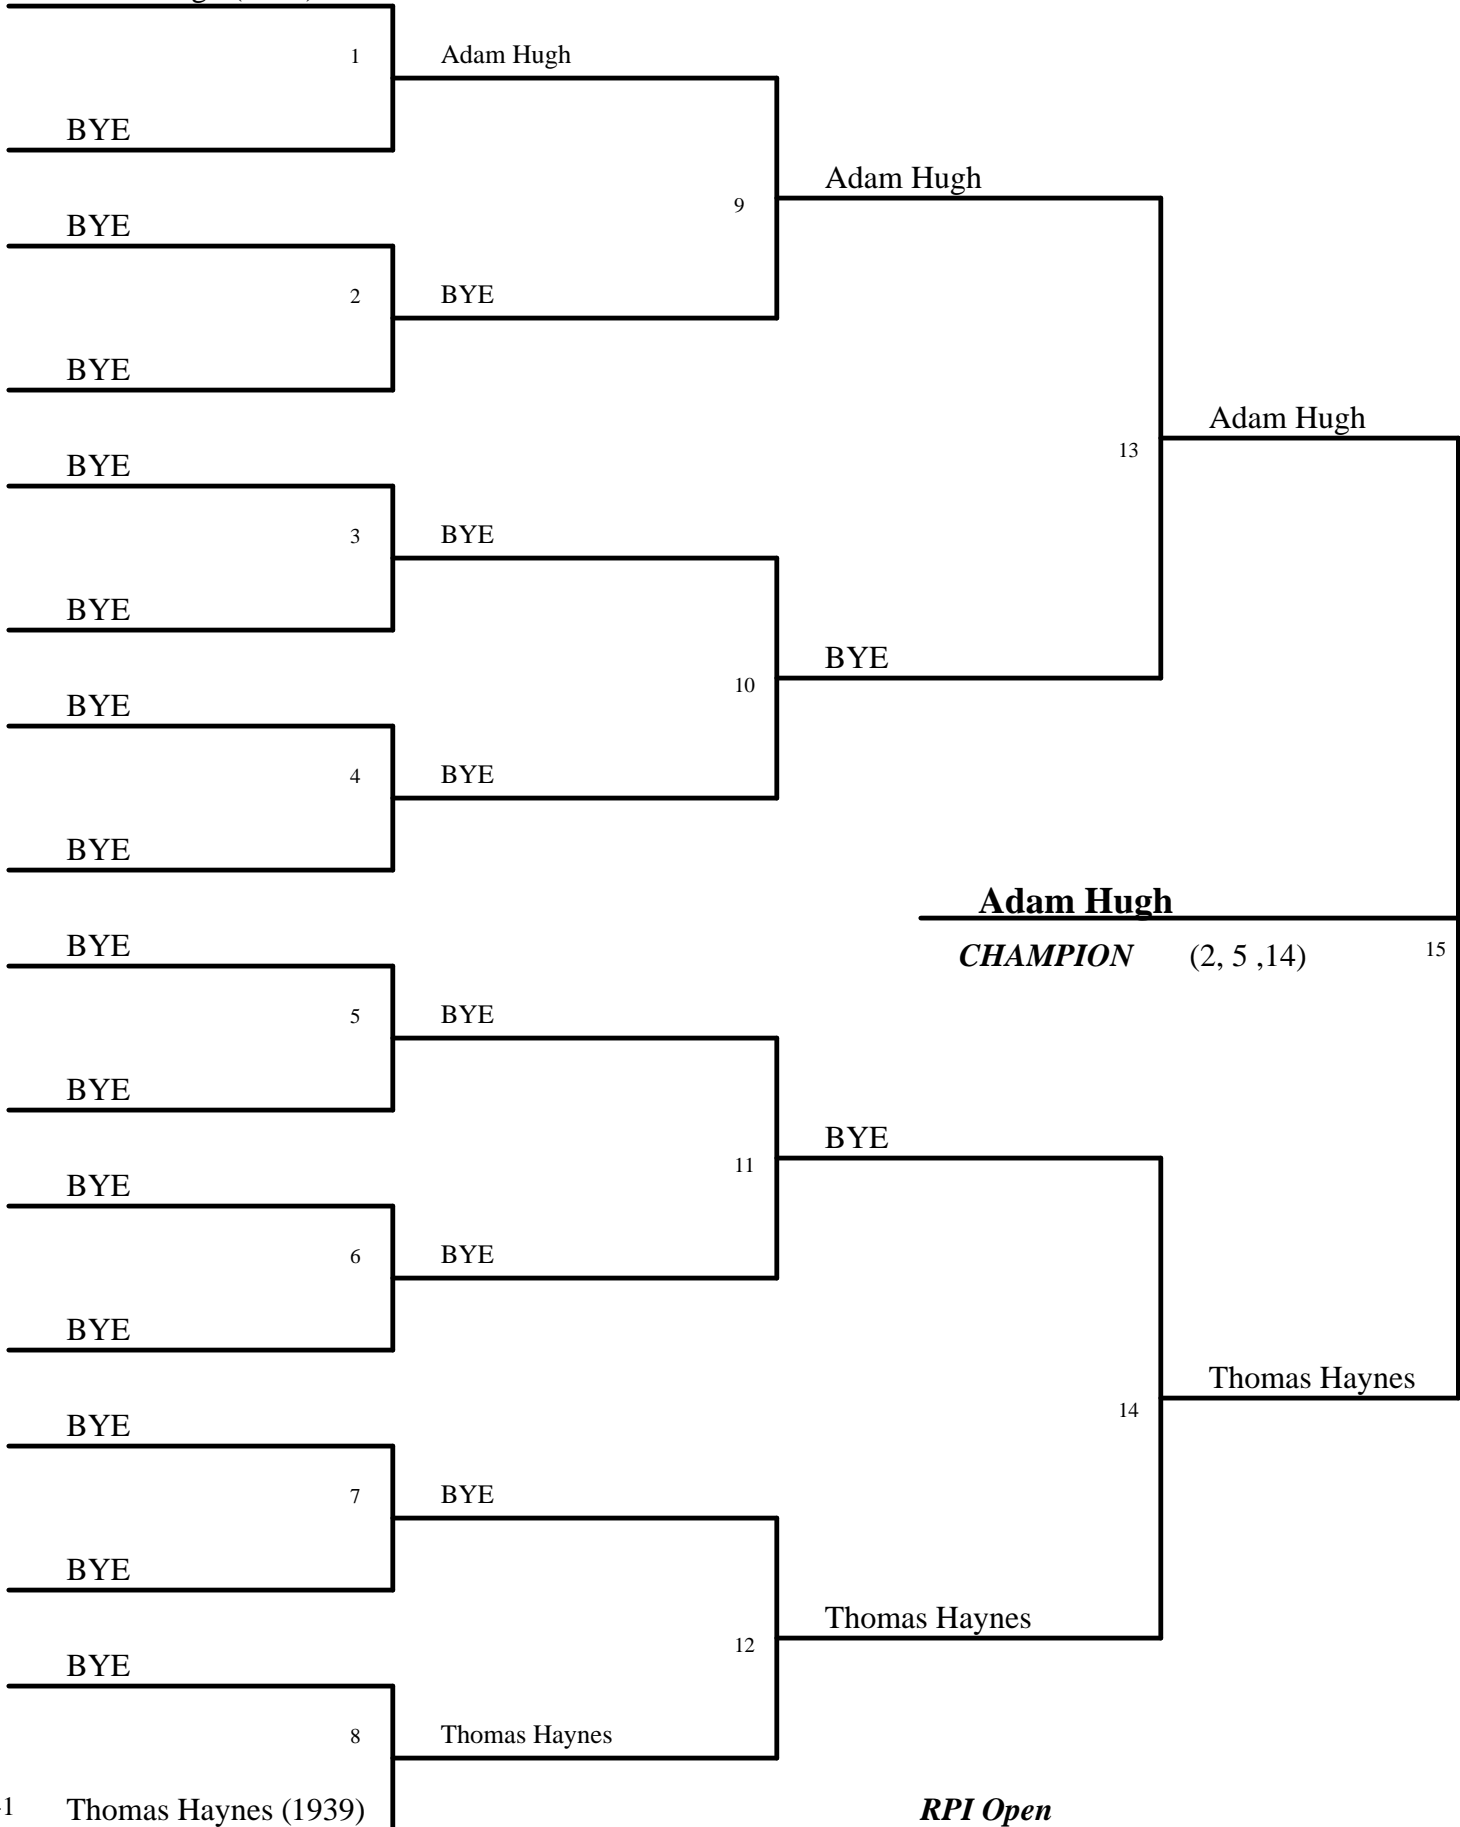 1 Adam Hugh
BYE
Adam Hugh
9
BYE
2 BYE
BYE
Adam Hugh
13
BYE
3 BYE
BYE
BYE
10
BYE
4 BYE
BYE
Adam Hugh
BYE
CHAMPION (2, 5 ,14) 15
5 BYE
BYE
BYE
11
BYE
6 BYE
BYE
Thomas Haynes
14
BYE
7 BYE
BYE
Thomas Haynes
12
BYE
8 Thomas Haynes
Thomas Haynes (1939) RPI Open